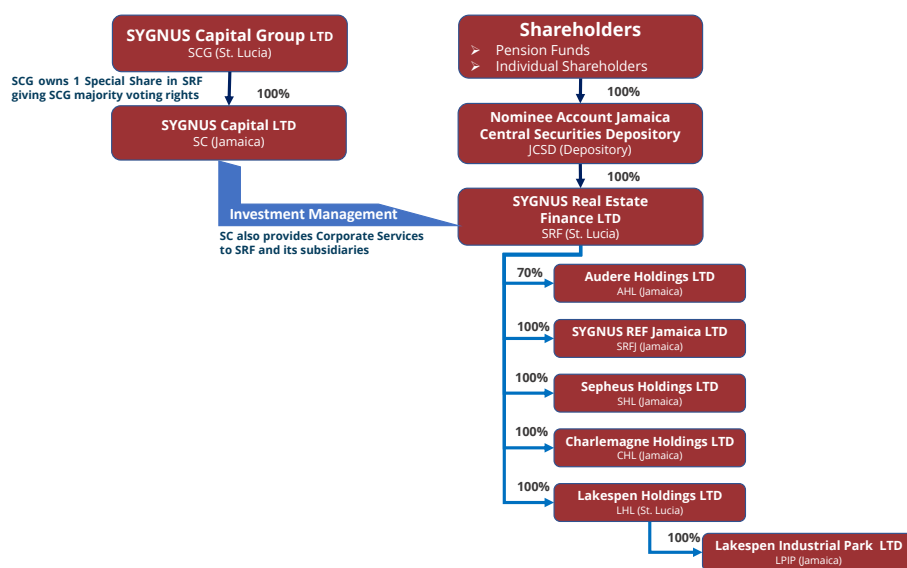 SYGNUS Capital Group LTD
SCG (St. Lucia)
SCG owns 1 Special Share in SRF
giving SCG majority voting rights
100%
SYGNUS Capital LTD
SC (Jamaica)
Investment Management
SC also provides Corporate Services
to SRF and its subsidiaries
Shareholders
➢ Pension Funds
➢ Individual Shareholders
100%
Nominee Account Jamaica
Central Securities Depository
JCSD (Depository)
100%
SYGNUS Real Estate
Finance LTD
SRF (St. Lucia)
70%
Audere Holdings LTD
AHL (Jamaica)
100%
SYGNUS REF Jamaica LTD
SRFJ (Jamaica)
100%
Sepheus Holdings LTD
SHL (Jamaica)
100%
Charlemagne Holdings LTD
CHL (Jamaica)
100%
Lakespen Holdings LTD
LHL (St. Lucia)
100%
Lakespen Industrial Park LTD
LPIP (Jamaica)